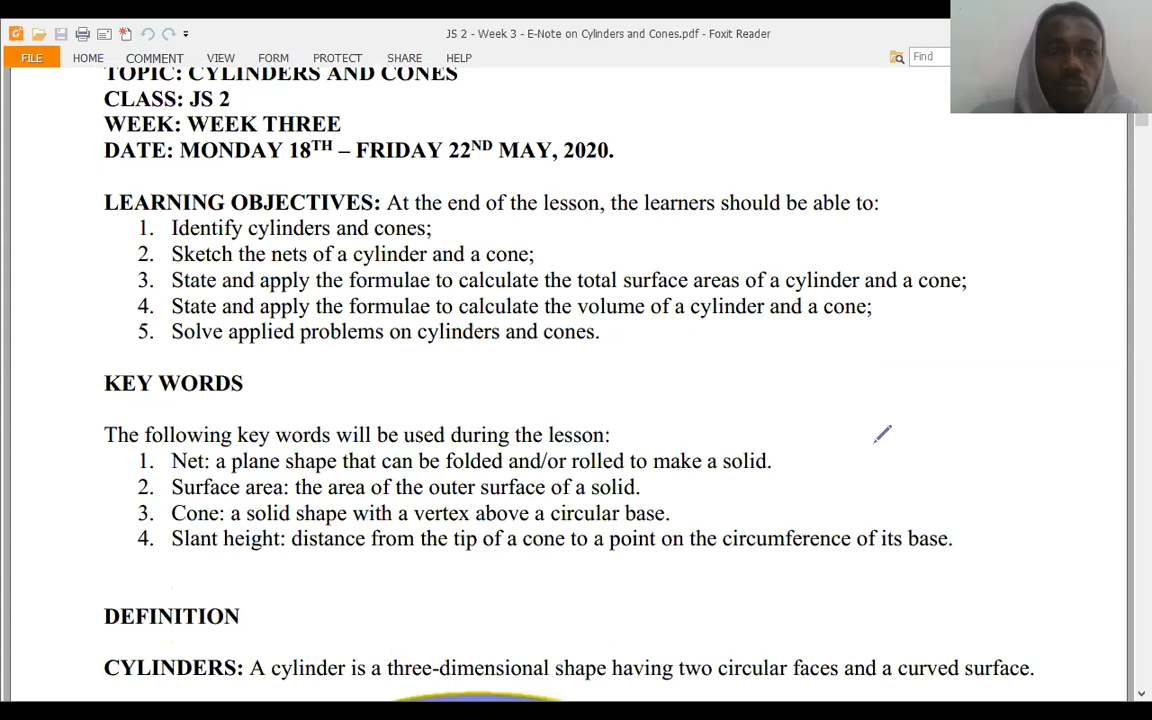 JS 2 - Week 3 - E-Note on Cylinders and Cones.pdf - Foxit Reader
FILE HOME COMMENT VIEW FORM PROTECT SHARE HELP Find
TOPIC: CYLINDERS AND CONES
CLASS: JS 2
WEEK: WEEK THREE
DATE: MONDAY 18TH – FRIDAY 22ND MAY, 2020.
LEARNING OBJECTIVES: At the end of the lesson, the learners should be able to:
1. Identify cylinders and cones;
2. Sketch the nets of a cylinder and a cone;
3. State and apply the formulae to calculate the total surface areas of a cylinder and a cone;
4. State and apply the formulae to calculate the volume of a cylinder and a cone;
5. Solve applied problems on cylinders and cones.
KEY WORDS
The following key words will be used during the lesson:
1. Net: a plane shape that can be folded and/or rolled to make a solid.
2. Surface area: the area of the outer surface of a solid.
3. Cone: a solid shape with a vertex above a circular base.
4. Slant height: distance from the tip of a cone to a point on the circumference of its base.
DEFINITION
CYLINDERS: A cylinder is a three-dimensional shape having two circular faces and a curved surface.